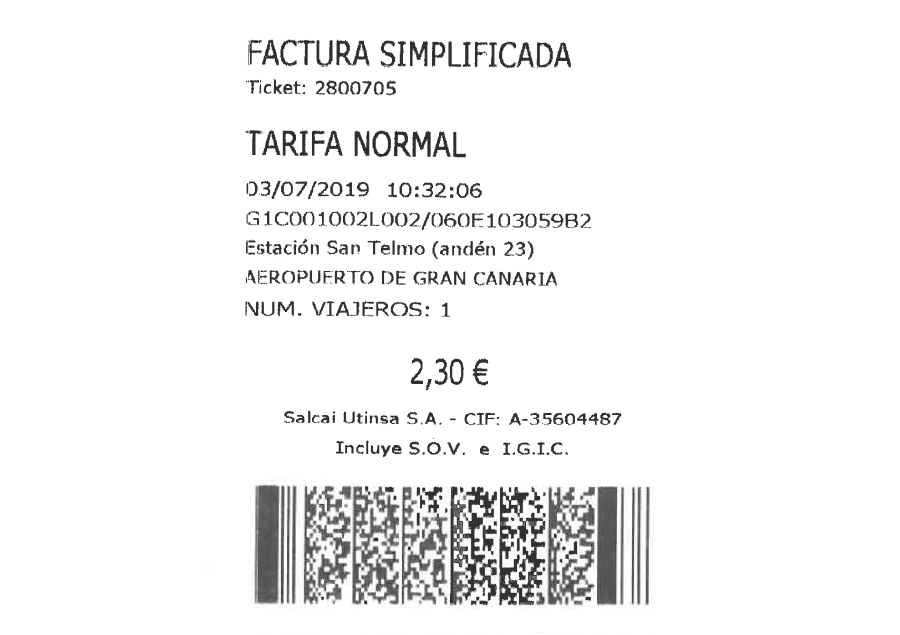 FACTURA SIMPLIFICADA
Ticket: 2800705
TARIFA NORMAL
03/07/2019 10:32:06
G1C001002L002/060E103059B2
Estación San Telmo (andén 23)
AEROPUERTO DE GRAN CANARIA
NUM. VIAJEROS: 1
2,30 €
Salcai Utinsa S.A. - CIF: A-35604487
Incluye S.O.V. e I.G.I.C.